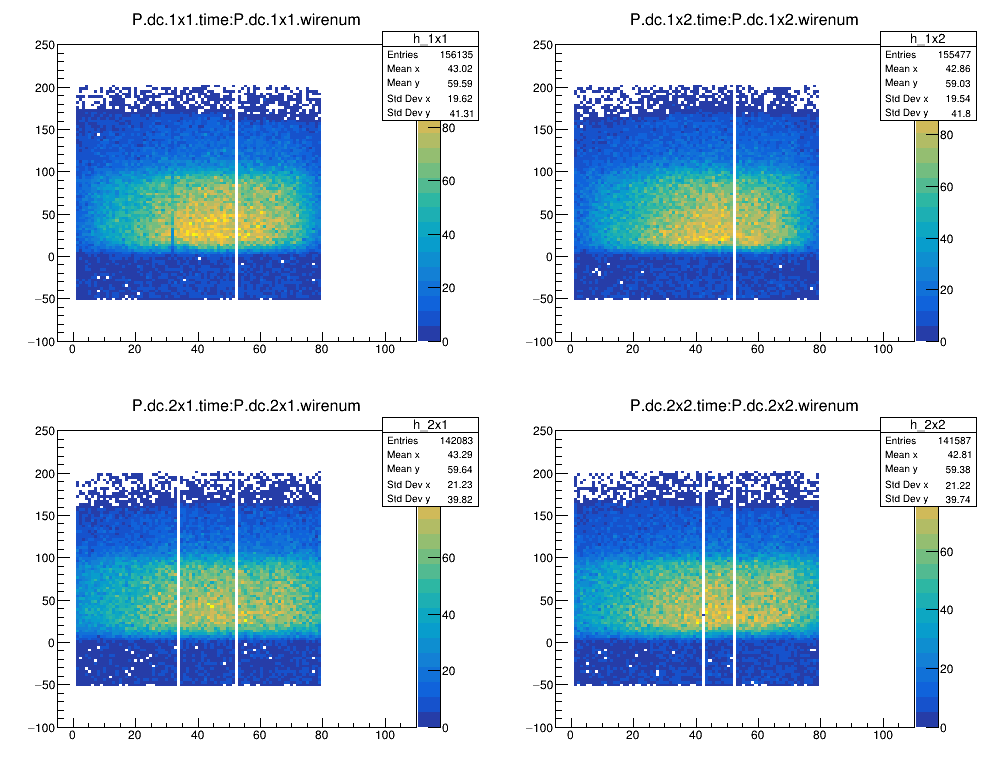 P.dc.1x1.time:P.dc.1x1.wirenum
h_1x1
Entries 156135
Mean x 43.02
Mean y 59.59
Std Dev x 19.62
Std Dev y 41.31
250
200
150
100
50
0
−50
−100
0 20 40 60 80 100
80
60
40
20
0
P.dc.1x2.time:P.dc.1x2.wirenum
h_1x2
Entries 155477
Mean x 42.86
Mean y 59.03
Std Dev x 19.54
Std Dev y 41.8
250
200
150
100
50
0
−50
−100
0 20 40 60 80 100
80
60
40
20
0
P.dc.2x1.time:P.dc.2x1.wirenum
h_2x1
Entries 142083
Mean x 43.29
Mean y 59.64
Std Dev x 21.23
Std Dev y 39.82
250
200
150
100
50
0
−50
−100
0 20 40 60 80 100
60
40
20
0
P.dc.2x2.time:P.dc.2x2.wirenum
h_2x2
Entries 141587
Mean x 42.81
Mean y 59.38
Std Dev x 21.22
Std Dev y 39.74
250
200
150
100
50
0
−50
−100
0 20 40 60 80 100
60
40
20
0